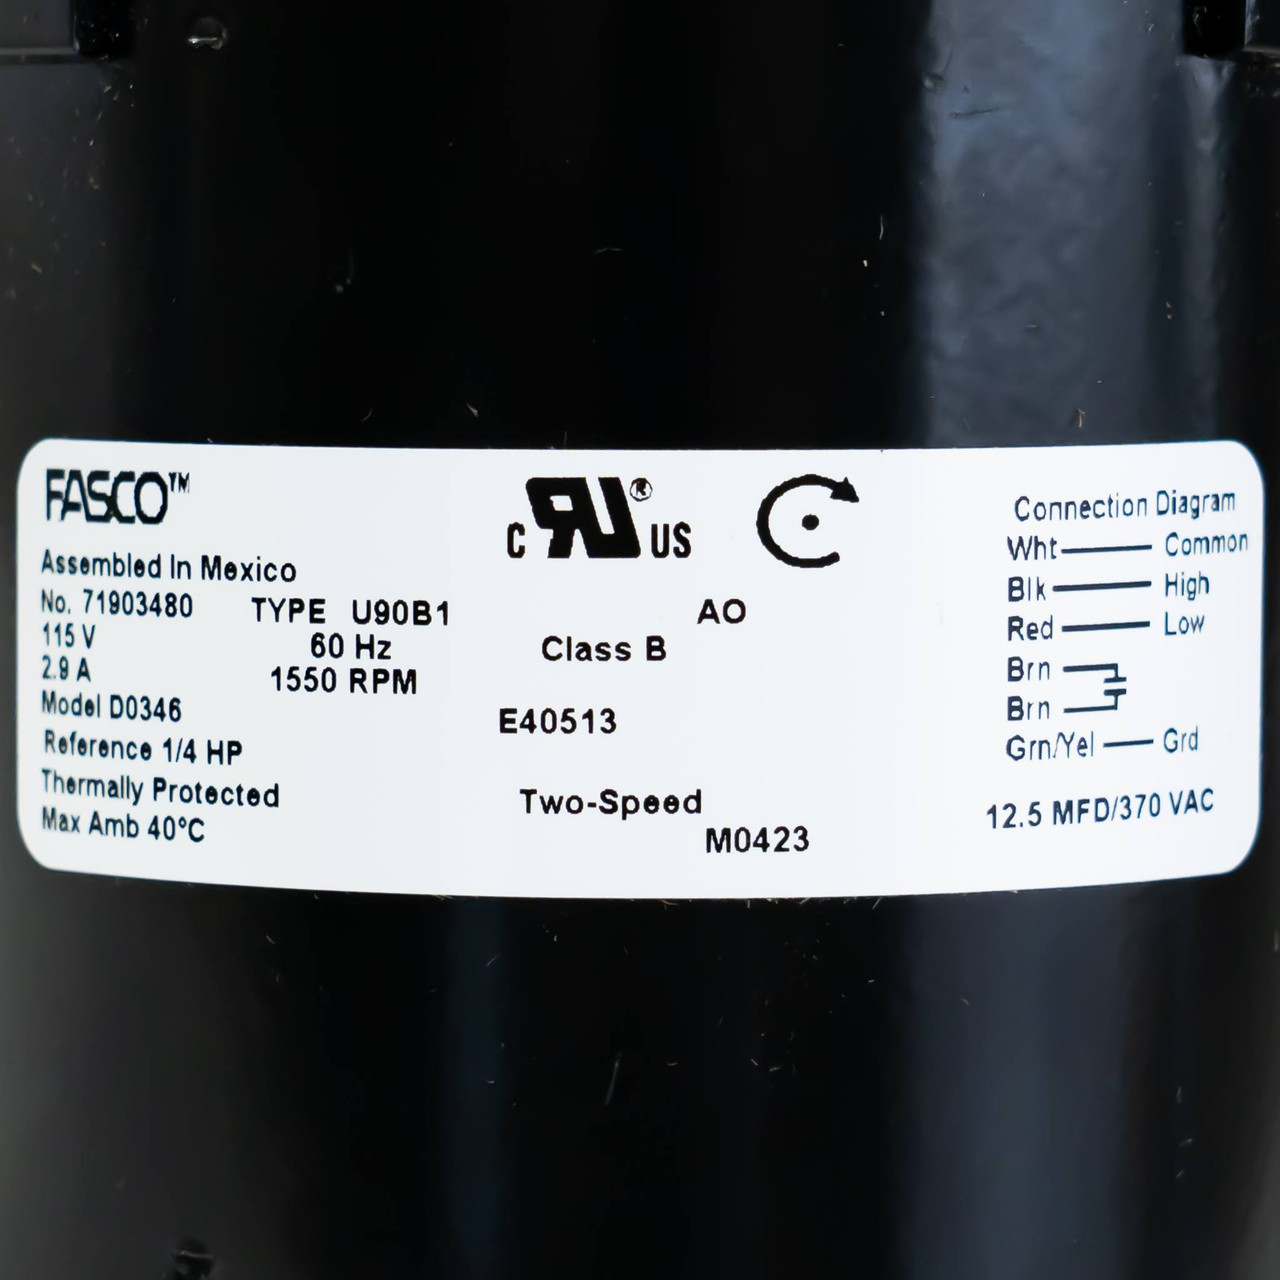 FASCO™
Assembled In Mexico
No. 71903480 TYPE U90B1 AO
115 V 60 Hz Class B
2.9 A 1550 RPM
Model D0346 E40513
Reference 1/4 HP
Thermally Protected Two-Speed
Max Amb 40°C M0423
C RU® US
Connection Diagram
Wht Common
Blk High
Red Low
Brn
Brn
Grn/Yel Grd
12.5 MFD/370 VAC